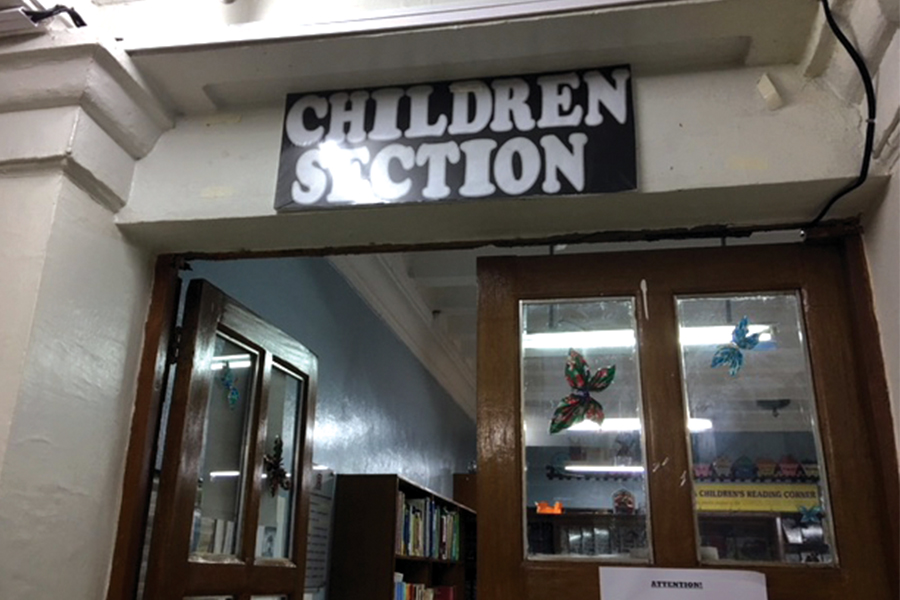 CHILDREN
SECTION
CHILDREN'S READING CORNER
ATTENTION!